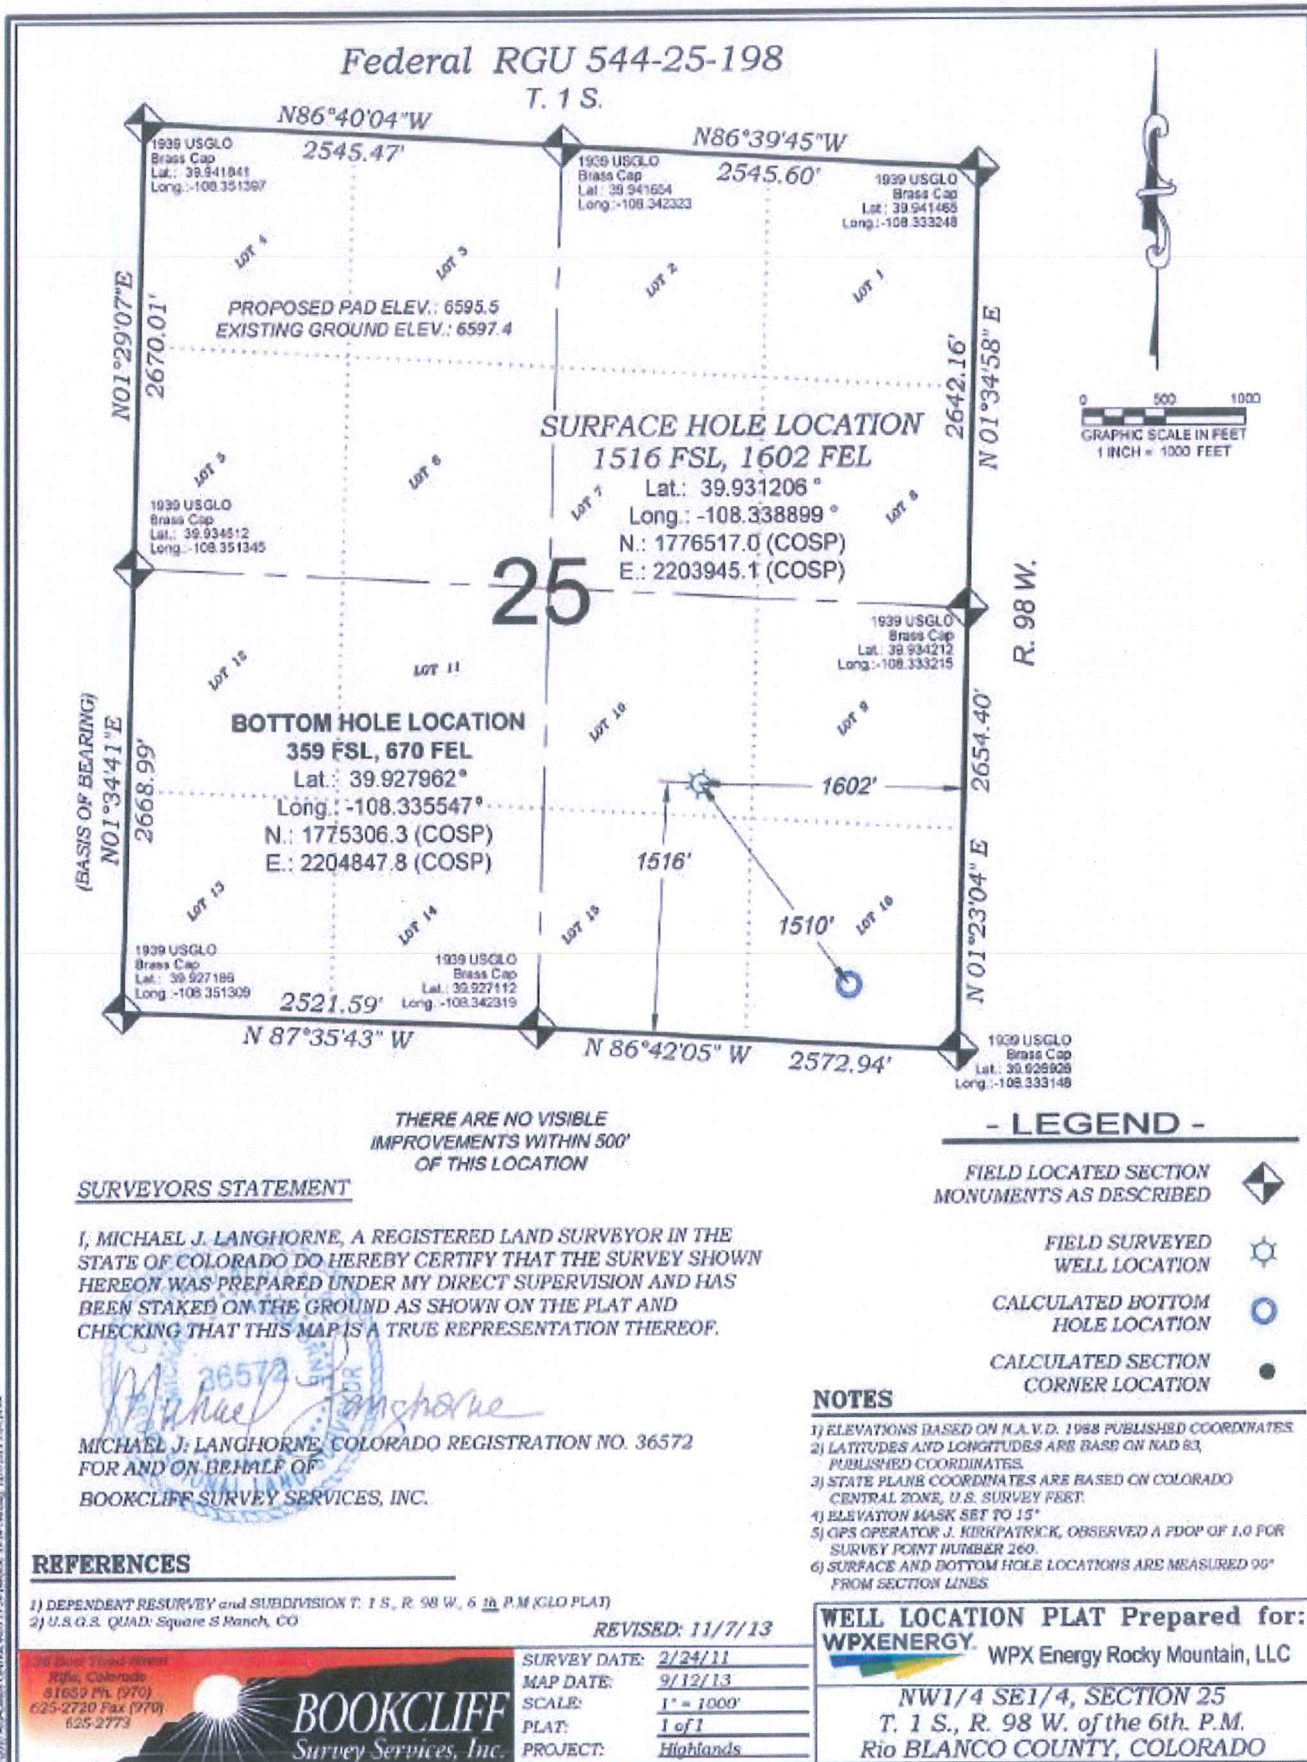 Federal RGU 544-25-198
T. 1 S.
N86°40'04"W
2545.47'
N86°39'45"W
2545.60'
1939 USGLO
Brass Cap
Lat.: 39.941841
Long.:-108.351397
1939 USGLO
Brass Cap
Lat.: 39.941654
Long.:-108.342323
1939 USGLO
Brass Cap
Lat.: 39.941465
Long.:-108.333248
LOT 4
LOT 3
LOT 2
LOT 1
PROPOSED PAD ELEV.: 6595.5
EXISTING GROUND ELEV.: 6597.4
N01°29'07"E
2670.01'
2642.16'
N 01°34'58" E
0 500 1000
GRAPHIC SCALE IN FEET
1 INCH = 1000 FEET
SURFACE HOLE LOCATION
1516 FSL, 1602 FEL
Lat.: 39.931206 °
Long.: -108.338899 °
N.: 1776517.0 (COSP)
E.: 2203945.1 (COSP)
LOT 5
LOT 6
LOT 7
LOT 8
1939 USGLO
Brass Cap
Lat.: 39.934512
Long.:-108.351345
25
R. 98 W.
1939 USGLO
Brass Cap
Lat.: 39.934212
Long.:-108.333215
LOT 12
LOT 11
LOT 10
LOT 9
BOTTOM HOLE LOCATION
359 FSL, 670 FEL
Lat.: 39.927962°
Long.: -108.335547°
N.: 1775306.3 (COSP)
E.: 2204847.8 (COSP)
(BASIS OF BEARING)
N01°34'41"E
2668.99'
2654.40'
N 01°23'04" E
1602'
1516'
1510'
LOT 13
LOT 14
LOT 15
LOT 16
1939 USGLO
Brass Cap
Lat.: 39.927186
Long.:-108.351309
1939 USGLO
Brass Cap
Lat.: 39.927112
Long.:-108.342319
2521.59'
N 87°35'43" W
N 86°42'05" W
2572.94'
1939 USGLO
Brass Cap
Lat.: 39.926926
Long.:-108.333148
THERE ARE NO VISIBLE
IMPROVEMENTS WITHIN 500'
OF THIS LOCATION
- LEGEND -
FIELD LOCATED SECTION
MONUMENTS AS DESCRIBED
FIELD SURVEYED
WELL LOCATION
CALCULATED BOTTOM
HOLE LOCATION
CALCULATED SECTION
CORNER LOCATION
SURVEYORS STATEMENT
I, MICHAEL J. LANGHORNE, A REGISTERED LAND SURVEYOR IN THE
STATE OF COLORADO DO HEREBY CERTIFY THAT THE SURVEY SHOWN
HEREON WAS PREPARED UNDER MY DIRECT SUPERVISION AND HAS
BEEN STAKED ON THE GROUND AS SHOWN ON THE PLAT AND
CHECKING THAT THIS MAP IS A TRUE REPRESENTATION THEREOF.
36572
Michael J Langhorne
MICHAEL J. LANGHORNE, COLORADO REGISTRATION NO. 36572
FOR AND ON BEHALF OF
BOOKCLIFF SURVEY SERVICES, INC.
NOTES
1) ELEVATIONS BASED ON N.A.V.D. 1988 PUBLISHED COORDINATES.
2) LATITUDES AND LONGITUDES ARE BASE ON NAD 83,
PUBLISHED COORDINATES.
3) STATE PLANE COORDINATES ARE BASED ON COLORADO
CENTRAL ZONE, U.S. SURVEY FEET.
4) ELEVATION MASK SET TO 15°
5) GPS OPERATOR J. KIRKPATRICK, OBSERVED A PDOP OF 1.0 FOR
SURVEY POINT NUMBER 260.
6) SURFACE AND BOTTOM HOLE LOCATIONS ARE MEASURED 90°
FROM SECTION LINES
REFERENCES
1) DEPENDENT RESURVEY and SUBDIVISION T. 1 S., R. 98 W., 6 th P.M (GLO PLAT)
2) U.S.G.S. QUAD: Square S Ranch, CO
REVISED: 11/7/13
Rifle, Colorado
81650 Ph. (970)
625-2720 Fax (970)
625-2773
BOOKCLIFF
Survey Services, Inc.
SURVEY DATE: 2/24/11
MAP DATE: 9/12/13
SCALE: 1" = 1000'
PLAT: 1 of 1
PROJECT: Highlands
WELL LOCATION PLAT Prepared for:
WPXENERGY. WPX Energy Rocky Mountain, LLC
NW1/4 SE1/4, SECTION 25
T. 1 S., R. 98 W. of the 6th. P.M.
Rio BLANCO COUNTY, COLORADO